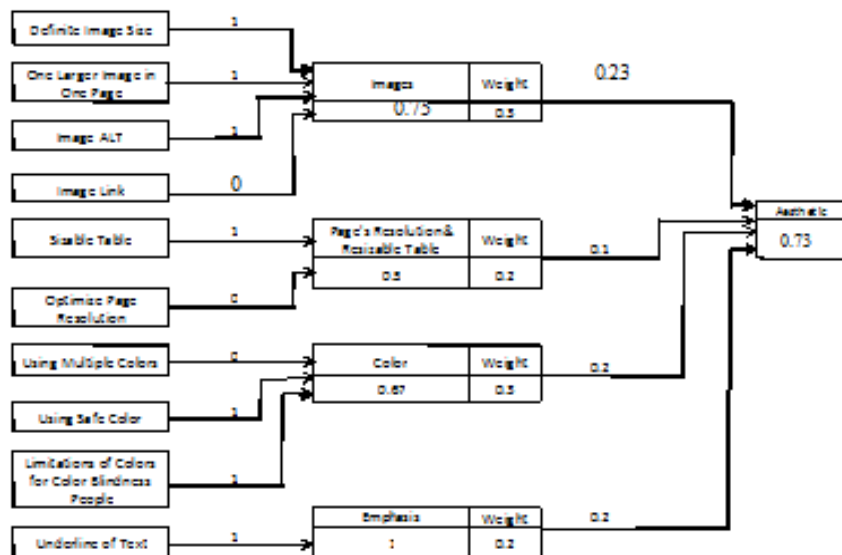 Definite Image Size
1
One Larger Image in
One Page
1
Image ALT
1
Image Link
0
Images
Weight
0.75
0.3
0.23
Sizable Table
1
Optimise Page
Resolution
0
Page's Resolution&
Resizable Table
Weight
0.5
0.2
0.1
Using Multiple Colors
0
Using Safe Color
1
Limitations of Colors
for Color Blindness
People
1
Color
Weight
0.67
0.3
0.2
Underline of Text
1
Emphasis
Weight
1
0.2
0.2
Aesthetic
0.73